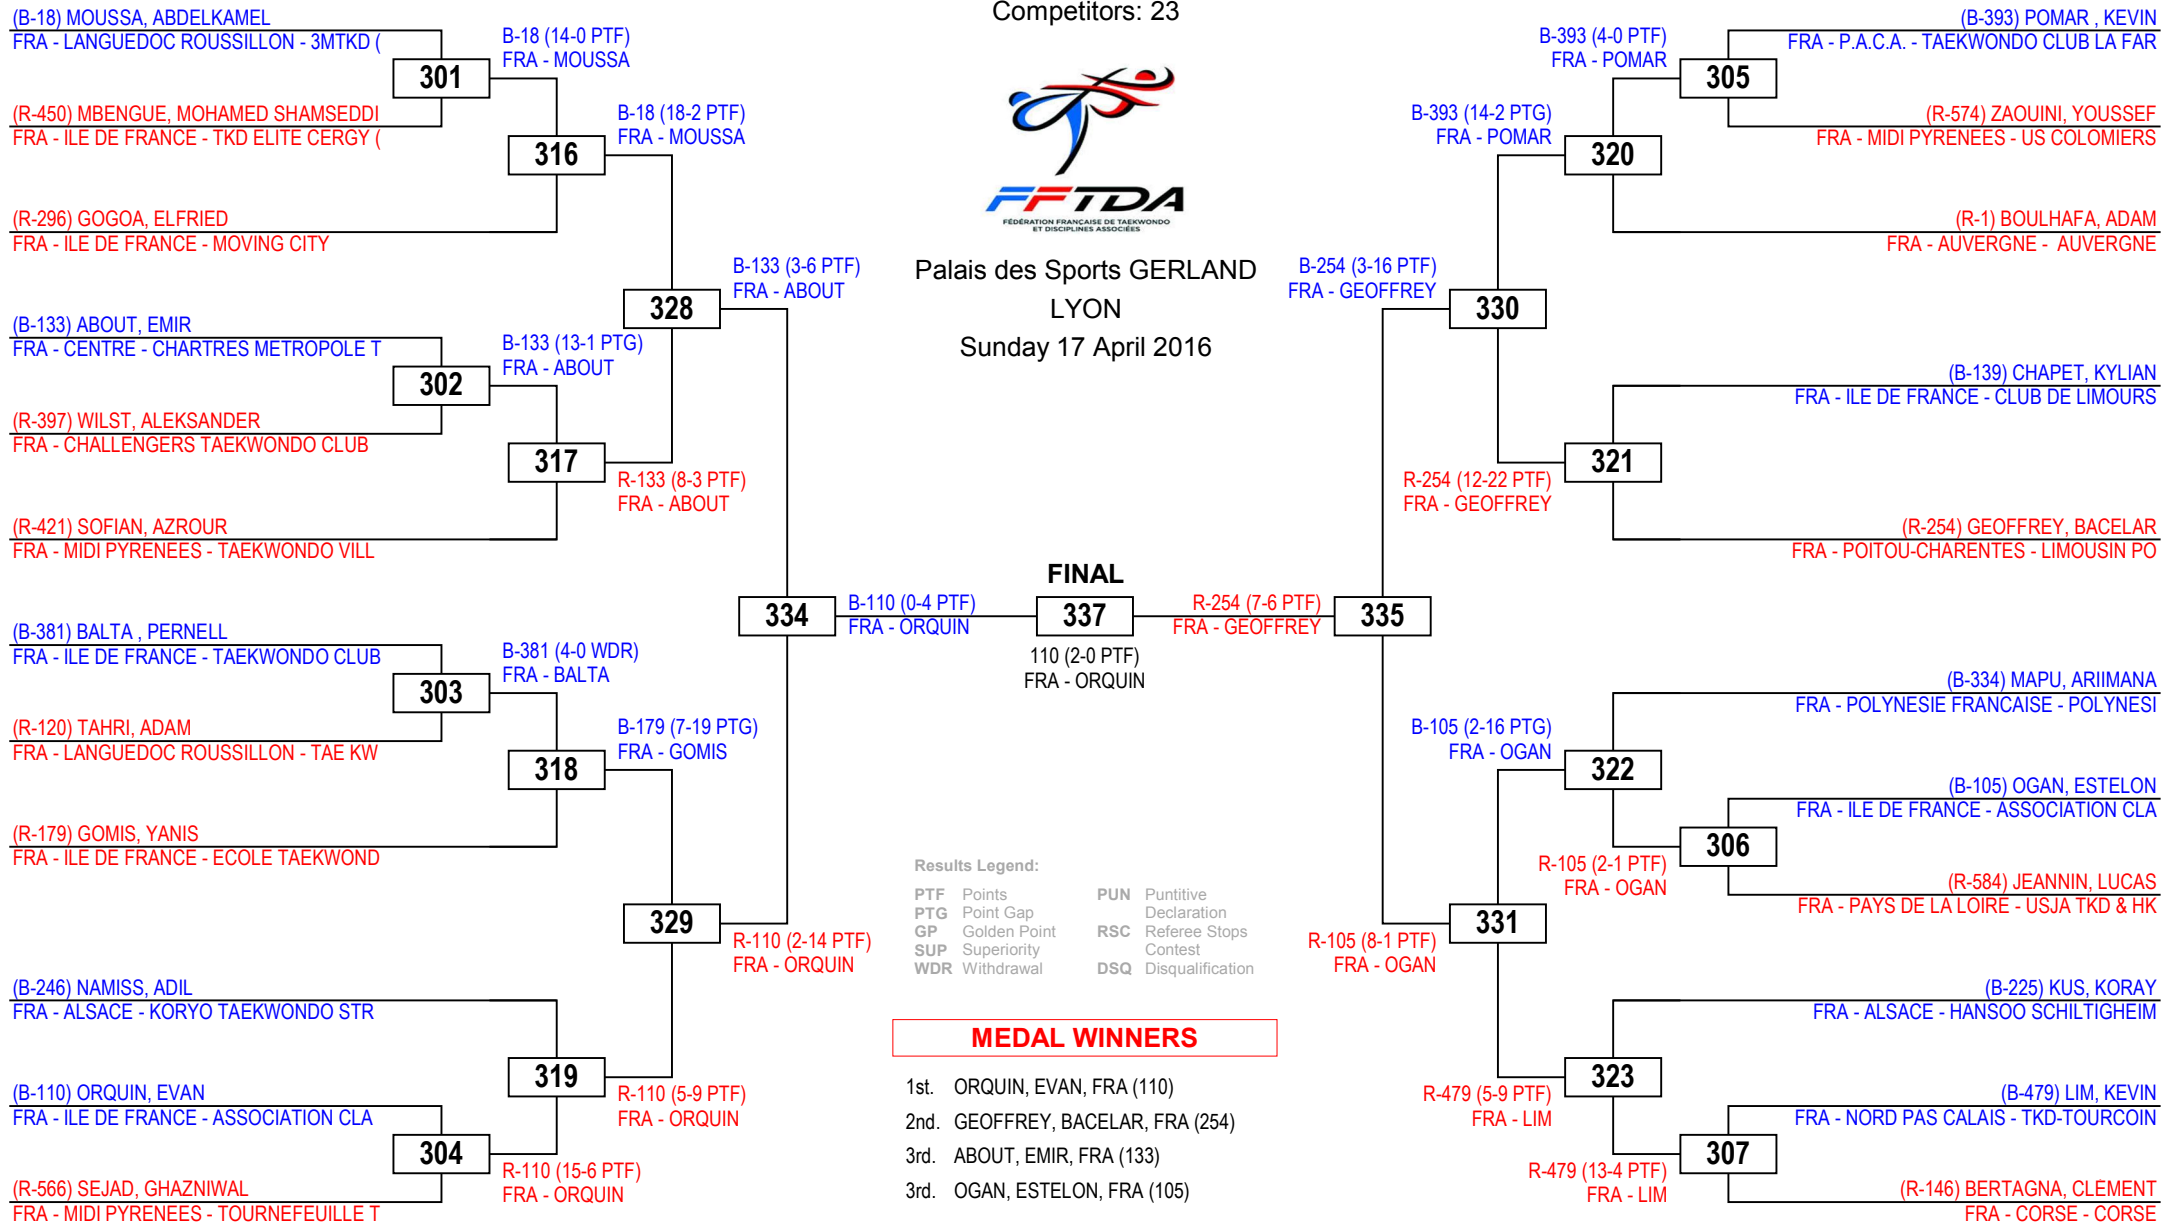 Competitors: 23
FFTDA
FÉDÉRATION FRANÇAISE DE TAEKWONDO
ET DISCIPLINES ASSOCIÉES
Palais des Sports GERLAND
LYON
Sunday 17 April 2016
(B-18) MOUSSA, ABDELKAMEL
FRA - LANGUEDOC ROUSSILLON - 3MTKD (
301
(R-450) MBENGUE, MOHAMED SHAMSEDDI
FRA - ILE DE FRANCE - TKD ELITE CERGY (
B-18 (14-0 PTF)
FRA - MOUSSA
316
(R-296) GOGOA, ELFRIED
FRA - ILE DE FRANCE - MOVING CITY
B-18 (18-2 PTF)
FRA - MOUSSA
328
(B-133) ABOUT, EMIR
FRA - CENTRE - CHARTRES METROPOLE T
302
(R-397) WILST, ALEKSANDER
FRA - CHALLENGERS TAEKWONDO CLUB
B-133 (13-1 PTG)
FRA - ABOUT
317
(R-421) SOFIAN, AZROUR
FRA - MIDI PYRENEES - TAEKWONDO VILL
R-133 (8-3 PTF)
FRA - ABOUT
B-133 (3-6 PTF)
FRA - ABOUT
334
(B-381) BALTA , PERNELL
FRA - ILE DE FRANCE - TAEKWONDO CLUB
303
(R-120) TAHRI, ADAM
FRA - LANGUEDOC ROUSSILLON - TAE KW
B-381 (4-0 WDR)
FRA - BALTA
318
(R-179) GOMIS, YANIS
FRA - ILE DE FRANCE - ECOLE TAEKWOND
B-179 (7-19 PTG)
FRA - GOMIS
329
(B-246) NAMISS, ADIL
FRA - ALSACE - KORYO TAEKWONDO STR
319
(B-110) ORQUIN, EVAN
FRA - ILE DE FRANCE - ASSOCIATION CLA
304
(R-566) SEJAD, GHAZNIWAL
FRA - MIDI PYRENEES - TOURNEFEUILLE T
R-110 (15-6 PTF)
FRA - ORQUIN
R-110 (5-9 PTF)
FRA - ORQUIN
R-110 (2-14 PTF)
FRA - ORQUIN
B-110 (0-4 PTF)
FRA - ORQUIN
FINAL
337
110 (2-0 PTF)
FRA - ORQUIN
R-254 (7-6 PTF)
FRA - GEOFFREY
335
(B-393) POMAR , KEVIN
FRA - P.A.C.A. - TAEKWONDO CLUB LA FAR
305
(R-574) ZAOUINI, YOUSSEF
FRA - MIDI PYRENEES - US COLOMIERS
B-393 (4-0 PTF)
FRA - POMAR
320
(R-1) BOULHAFA, ADAM
FRA - AUVERGNE - AUVERGNE
B-393 (14-2 PTG)
FRA - POMAR
330
B-254 (3-16 PTF)
FRA - GEOFFREY
(B-139) CHAPET, KYLIAN
FRA - ILE DE FRANCE - CLUB DE LIMOURS
321
(R-254) GEOFFREY, BACELAR
FRA - POITOU-CHARENTES - LIMOUSIN PO
R-254 (12-22 PTF)
FRA - GEOFFREY
(B-334) MAPU, ARIIMANA
FRA - POLYNESIE FRANCAISE - POLYNESI
322
(B-105) OGAN, ESTELON
FRA - ILE DE FRANCE - ASSOCIATION CLA
306
(R-584) JEANNIN, LUCAS
FRA - PAYS DE LA LOIRE - USJA TKD & HK
R-105 (2-1 PTF)
FRA - OGAN
B-105 (2-16 PTG)
FRA - OGAN
331
R-105 (8-1 PTF)
FRA - OGAN
(B-225) KUS, KORAY
FRA - ALSACE - HANSOO SCHILTIGHEIM
323
(B-479) LIM, KEVIN
FRA - NORD PAS CALAIS - TKD-TOURCOIN
307
(R-146) BERTAGNA, CLEMENT
FRA - CORSE - CORSE
R-479 (13-4 PTF)
FRA - LIM
R-479 (5-9 PTF)
FRA - LIM
Results Legend:
PTF Points
PTG Point Gap
GP Golden Point
SUP Superiority
WDR Withdrawal
PUN Puntitive
Declaration
RSC Referee Stops
Contest
DSQ Disqualification
MEDAL WINNERS
1st. ORQUIN, EVAN, FRA (110)
2nd. GEOFFREY, BACELAR, FRA (254)
3rd. ABOUT, EMIR, FRA (133)
3rd. OGAN, ESTELON, FRA (105)